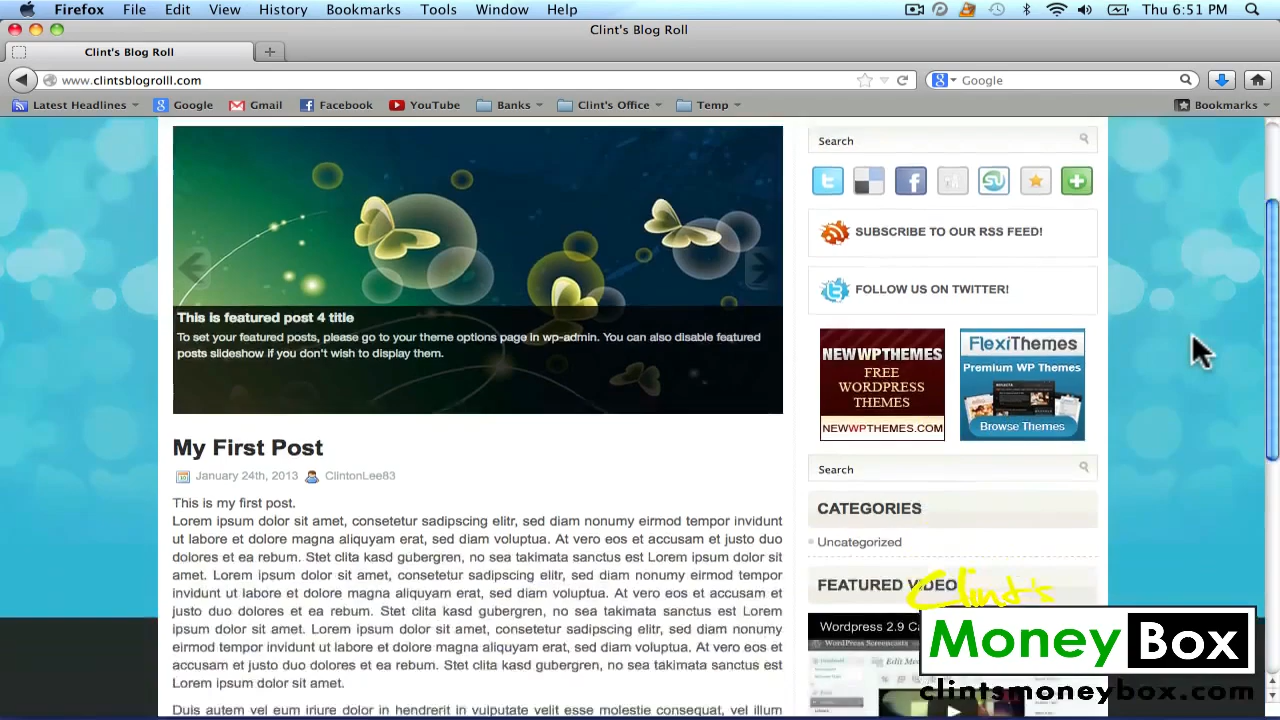 Firefox File Edit View History Bookmarks Tools Window Help Thu 6:51 PM
Clint's Blog Roll
Clint's Blog Roll
www.clintsblogrolll.com
Google
Latest Headlines Google Gmail Facebook YouTube Banks Clint's Office Temp Bookmarks
This is featured post 4 title
To set your featured posts, please go to your theme options page in wp-admin. You can also disable featured
posts slideshow if you don't wish to display them.
My First Post
January 24th, 2013 ClintonLee83
This is my first post.
Lorem ipsum dolor sit amet, consetetur sadipscing elitr, sed diam nonumy eirmod tempor invidunt
ut labore et dolore magna aliquyam erat, sed diam voluptua. At vero eos et accusam et justo duo
dolores et ea rebum. Stet clita kasd gubergren, no sea takimata sanctus est Lorem ipsum dolor sit
amet. Lorem ipsum dolor sit amet, consetetur sadipscing elitr, sed diam nonumy eirmod tempor
invidunt ut labore et dolore magna aliquyam erat, sed diam voluptua. At vero eos et accusam et
justo duo dolores et ea rebum. Stet clita kasd gubergren, no sea takimata sanctus est Lorem
ipsum dolor sit amet. Lorem ipsum dolor sit amet, consetetur sadipscing elitr, sed diam nonumy
eirmod tempor invidunt ut labore et dolore magna aliquyam erat, sed diam voluptua. At vero eos et
accusam et justo duo dolores et ea rebum. Stet clita kasd gubergren, no sea takimata sanctus est
Lorem ipsum dolor sit amet.
Duis autem vel eum iriure dolor in hendrerit in vulputate velit esse molestie consequat, vel illum
Search
SUBSCRIBE TO OUR RSS FEED!
FOLLOW US ON TWITTER!
NEWWPTHEMES
FREE
WORDPRESS
THEMES
NEWWPTHEMES.COM
FlexiThemes
Premium WP Themes
Browse Themes
Search
CATEGORIES
Uncategorized
FEATURED VIDEO
Wordpress 2.9
WordPress Screencasts
Edit Media
Clint's
Money Box
clintsmoneybox.com